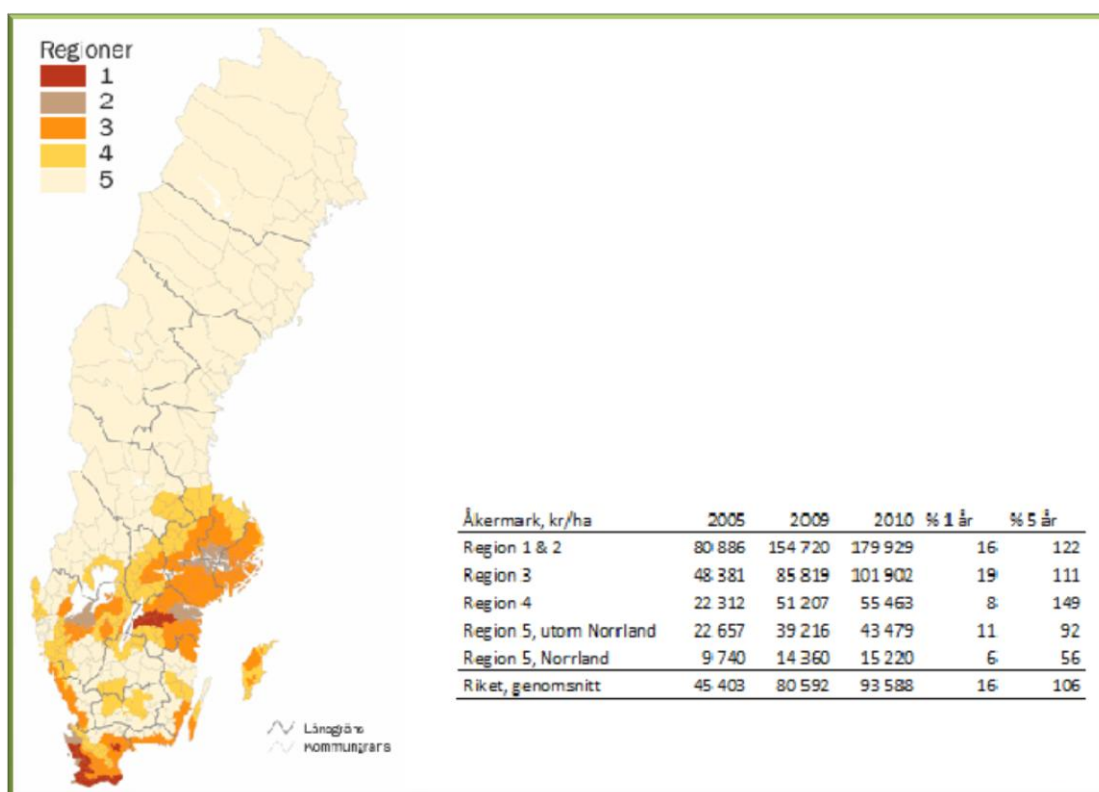 Regioner
1
2
3
4
5
Åkermark, kr/ha 2005 2009 2010 % 1 år % 5 år
Region 1 & 2 80 886 154 720 179 929 16 122
Region 3 48 381 85 819 101 902 19 111
Region 4 22 312 51 207 55 463 8 149
Region 5, utom Norrland 22 657 39 216 43 479 11 92
Region 5, Norrland 9 740 14 360 15 220 6 56
Riket, genomsnitt 45 403 80 592 93 588 16 106
Länsgräns
Kommungräns